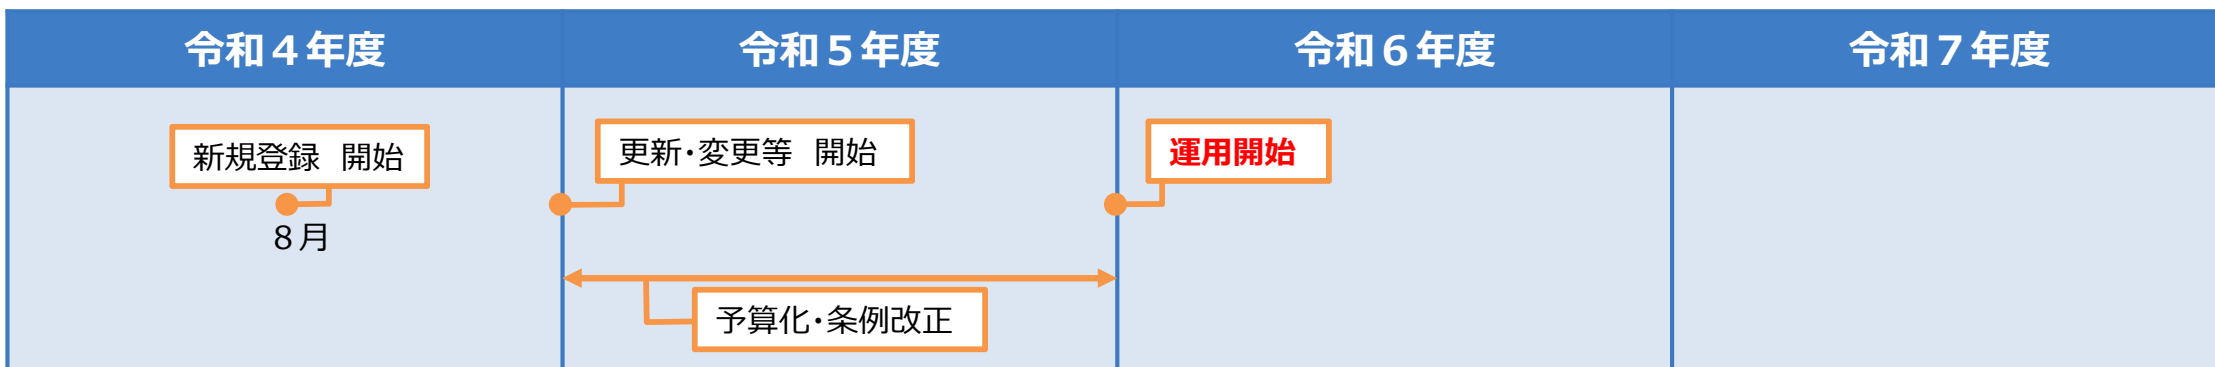 令和４年度
令和５年度
令和６年度
令和７年度
新規登録　開始
８月
更新・変更等　開始
運用開始
予算化・条例改正